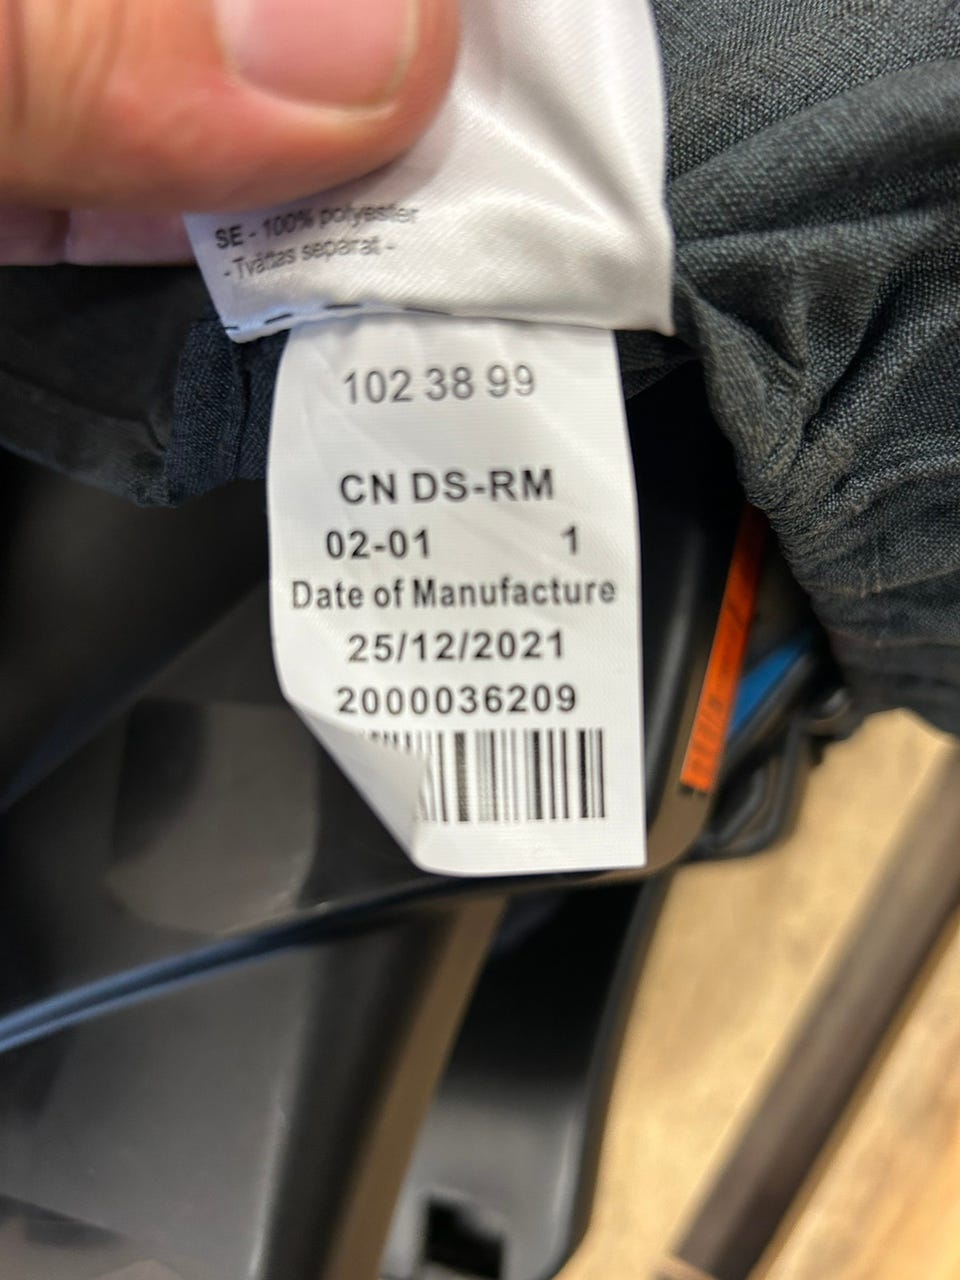 SE - 100% polyester
- Tvättas separat -
102 38 99
CN DS-RM
02-01 1
Date of Manufacture
25/12/2021
2000036209